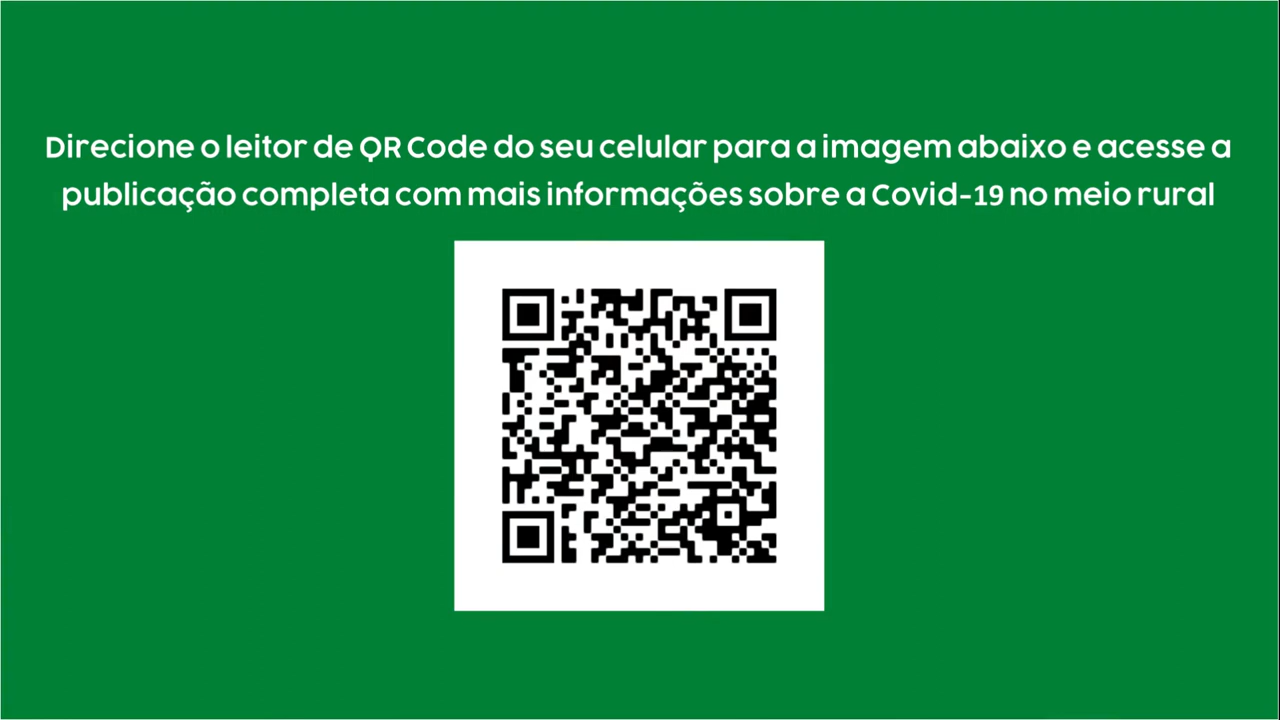 Direcione o leitor de QR Code do seu celular para a imagem abaixo e acesse a
publicação completa com mais informações sobre a Covid-19 no meio rural